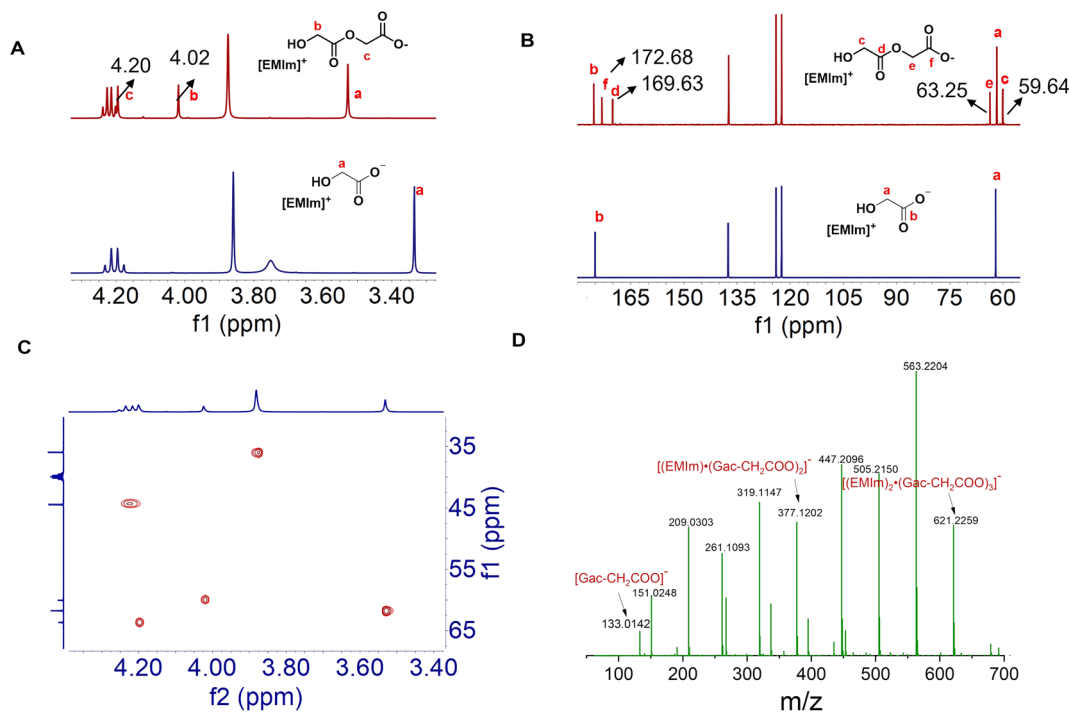 A
b
HO
O
O
O-
O
c
[EMIm]+
4.20
4.02
c
b
a
a
HO
O−
O
[EMIm]+
a
4.20 4.00 3.80 3.60 3.40
f1 (ppm)
B
c
HO
d
O
O
e
f
O
O-
[EMIm]+
a
b
172.68
f
d
169.63
63.25
e
c
59.64
a
HO
O−
b
O
[EMIm]+
b
a
165 150 135 120 105 90 75 60
f1 (ppm)
C
35
45
55
65
f1 (ppm)
4.20 4.00 3.80 3.60 3.40
f2 (ppm)
D
563.2204
[(EMIm)•(Gac-CH2COO)2]−
447.2096
505.2150
[(EMIm)2•(Gac-CH2COO)3]−
319.1147
377.1202
621.2259
209.0303
261.1093
[Gac-CH2COO]−
151.0248
133.0142
100 200 300 400 500 600 700
m/z